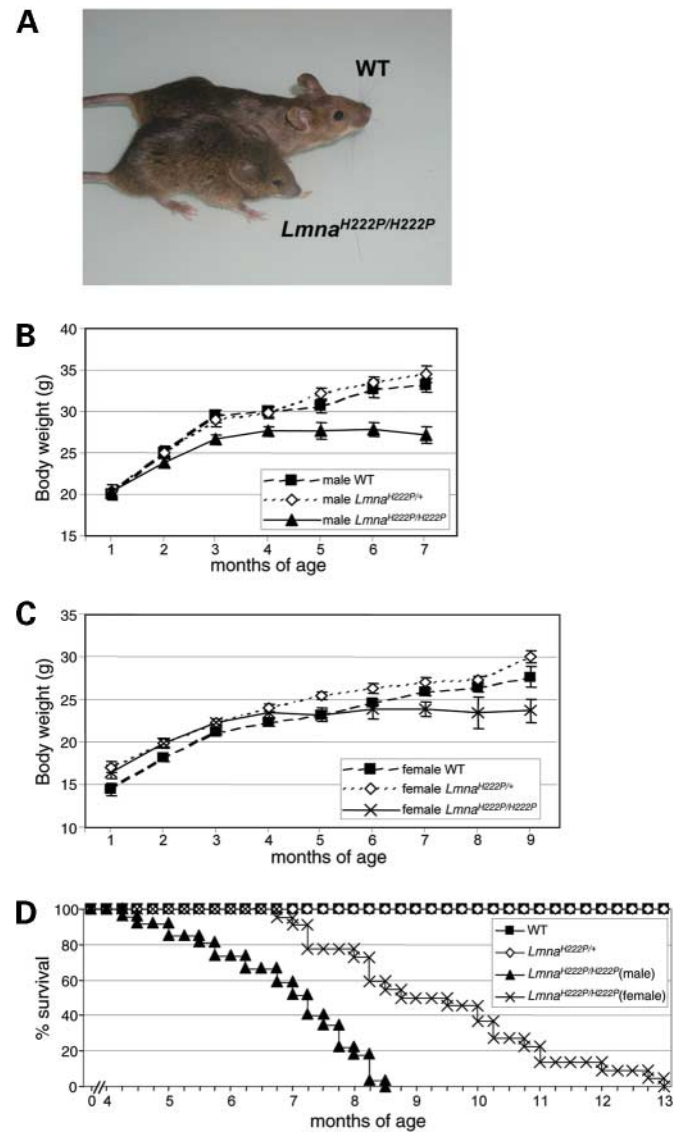 A
WT
Lmna^H222P/H222P
B
40
35
30
25
20
15
Body weight (g)
male WT
male Lmna^H222P/+
male Lmna^H222P/H222P
1 2 3 4 5 6 7
months of age
C
35
30
25
20
15
10
Body weight (g)
female WT
female Lmna^H222P/+
female Lmna^H222P/H222P
1 2 3 4 5 6 7 8 9
months of age
D
100
80
60
40
20
0
% survival
WT
Lmna^H222P/+
Lmna^H222P/H222P(male)
Lmna^H222P/H222P(female)
0 4 5 6 7 8 9 10 11 12 13
months of age